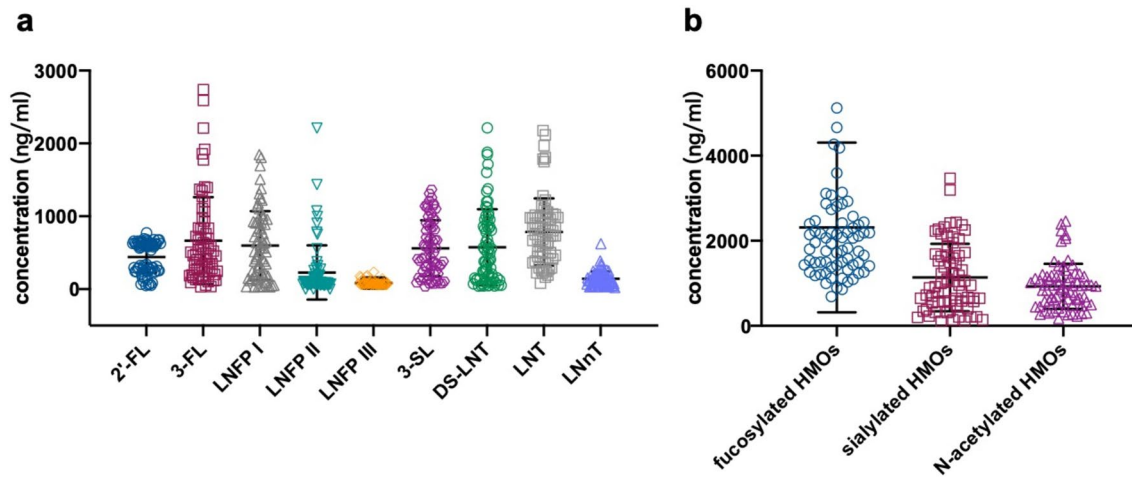 a
concentration (ng/ml)
3000
2000
1000
0
2'-FL
3-FL
LNFP I
LNFP II
LNFP III
3-SL
DS-LNT
LNT
LNnT
b
concentration (ng/ml)
6000
4000
2000
0
fucosylated HMOs
sialylated HMOs
N-acetylated HMOs